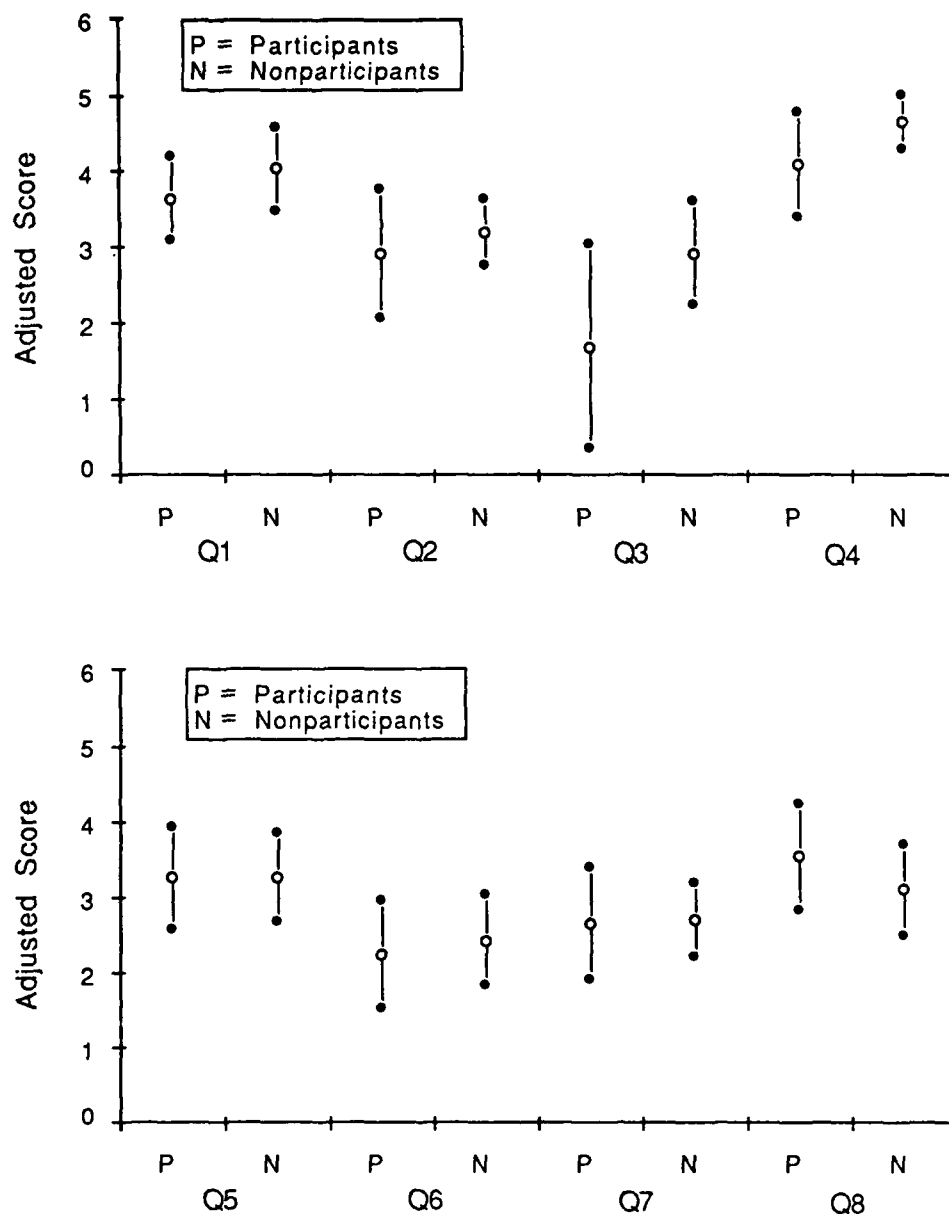 P = Participants
N = Nonparticipants
Adjusted Score
6
5
4
3
2
1
0
P N P N P N P N
Q1 Q2 Q3 Q4
P = Participants
N = Nonparticipants
Adjusted Score
6
5
4
3
2
1
0
P N P N P N P N
Q5 Q6 Q7 Q8